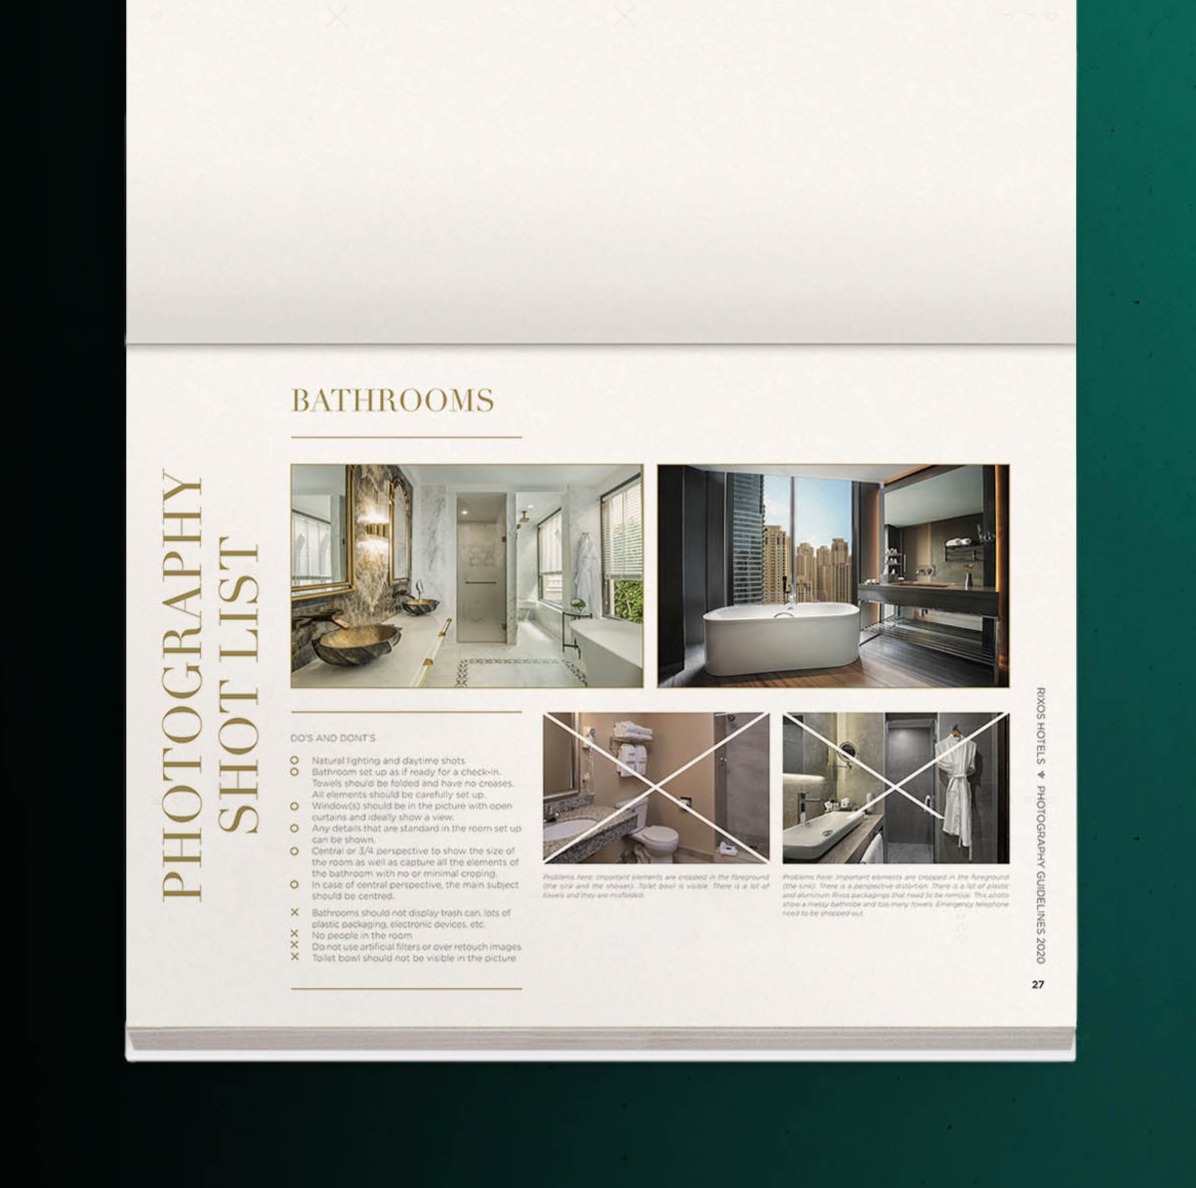 BATHROOMS
PHOTOGRAPHY
SHOT LIST
DO'S AND DONT'S
Natural lighting and daytime shots
Bathroom set up as if ready for a check-in.
Towels should be folded and have no creases.
All elements should be carefully set up.
Window(s) should be in the picture with open
curtains and ideally show a view.
Any details that are standard in the room set up
can be shown.
Central or 3/4 perspective to show the size of
the room as well as capture all the elements of
the bathroom with no or minimal croping.
In case of central perspective, the main subject
should be centred.
Bathrooms should not display trash can, lots of
plastic packaging, electronic devices, etc.
No people in the room
Do not use artificial filters or over retouch images
Toilet bowl should not be visible in the picture
Problems here: Important elements are cropped in the foreground
(the sink and the shower). Toilet bowl is visible. There is a lot of
towels and they are misfolded.
Problems here: Important elements are cropped in the foreground
(the sink). There is a perspective distortion. There is a lot of plastic
and aluminum Rixos packagings that need to be remove. This photo
show a messy bathrobe and too many towels. Emergency telephone
need to be shopped out.
RIXOS HOTELS PHOTOGRAPHY GUIDELINES 2020
27